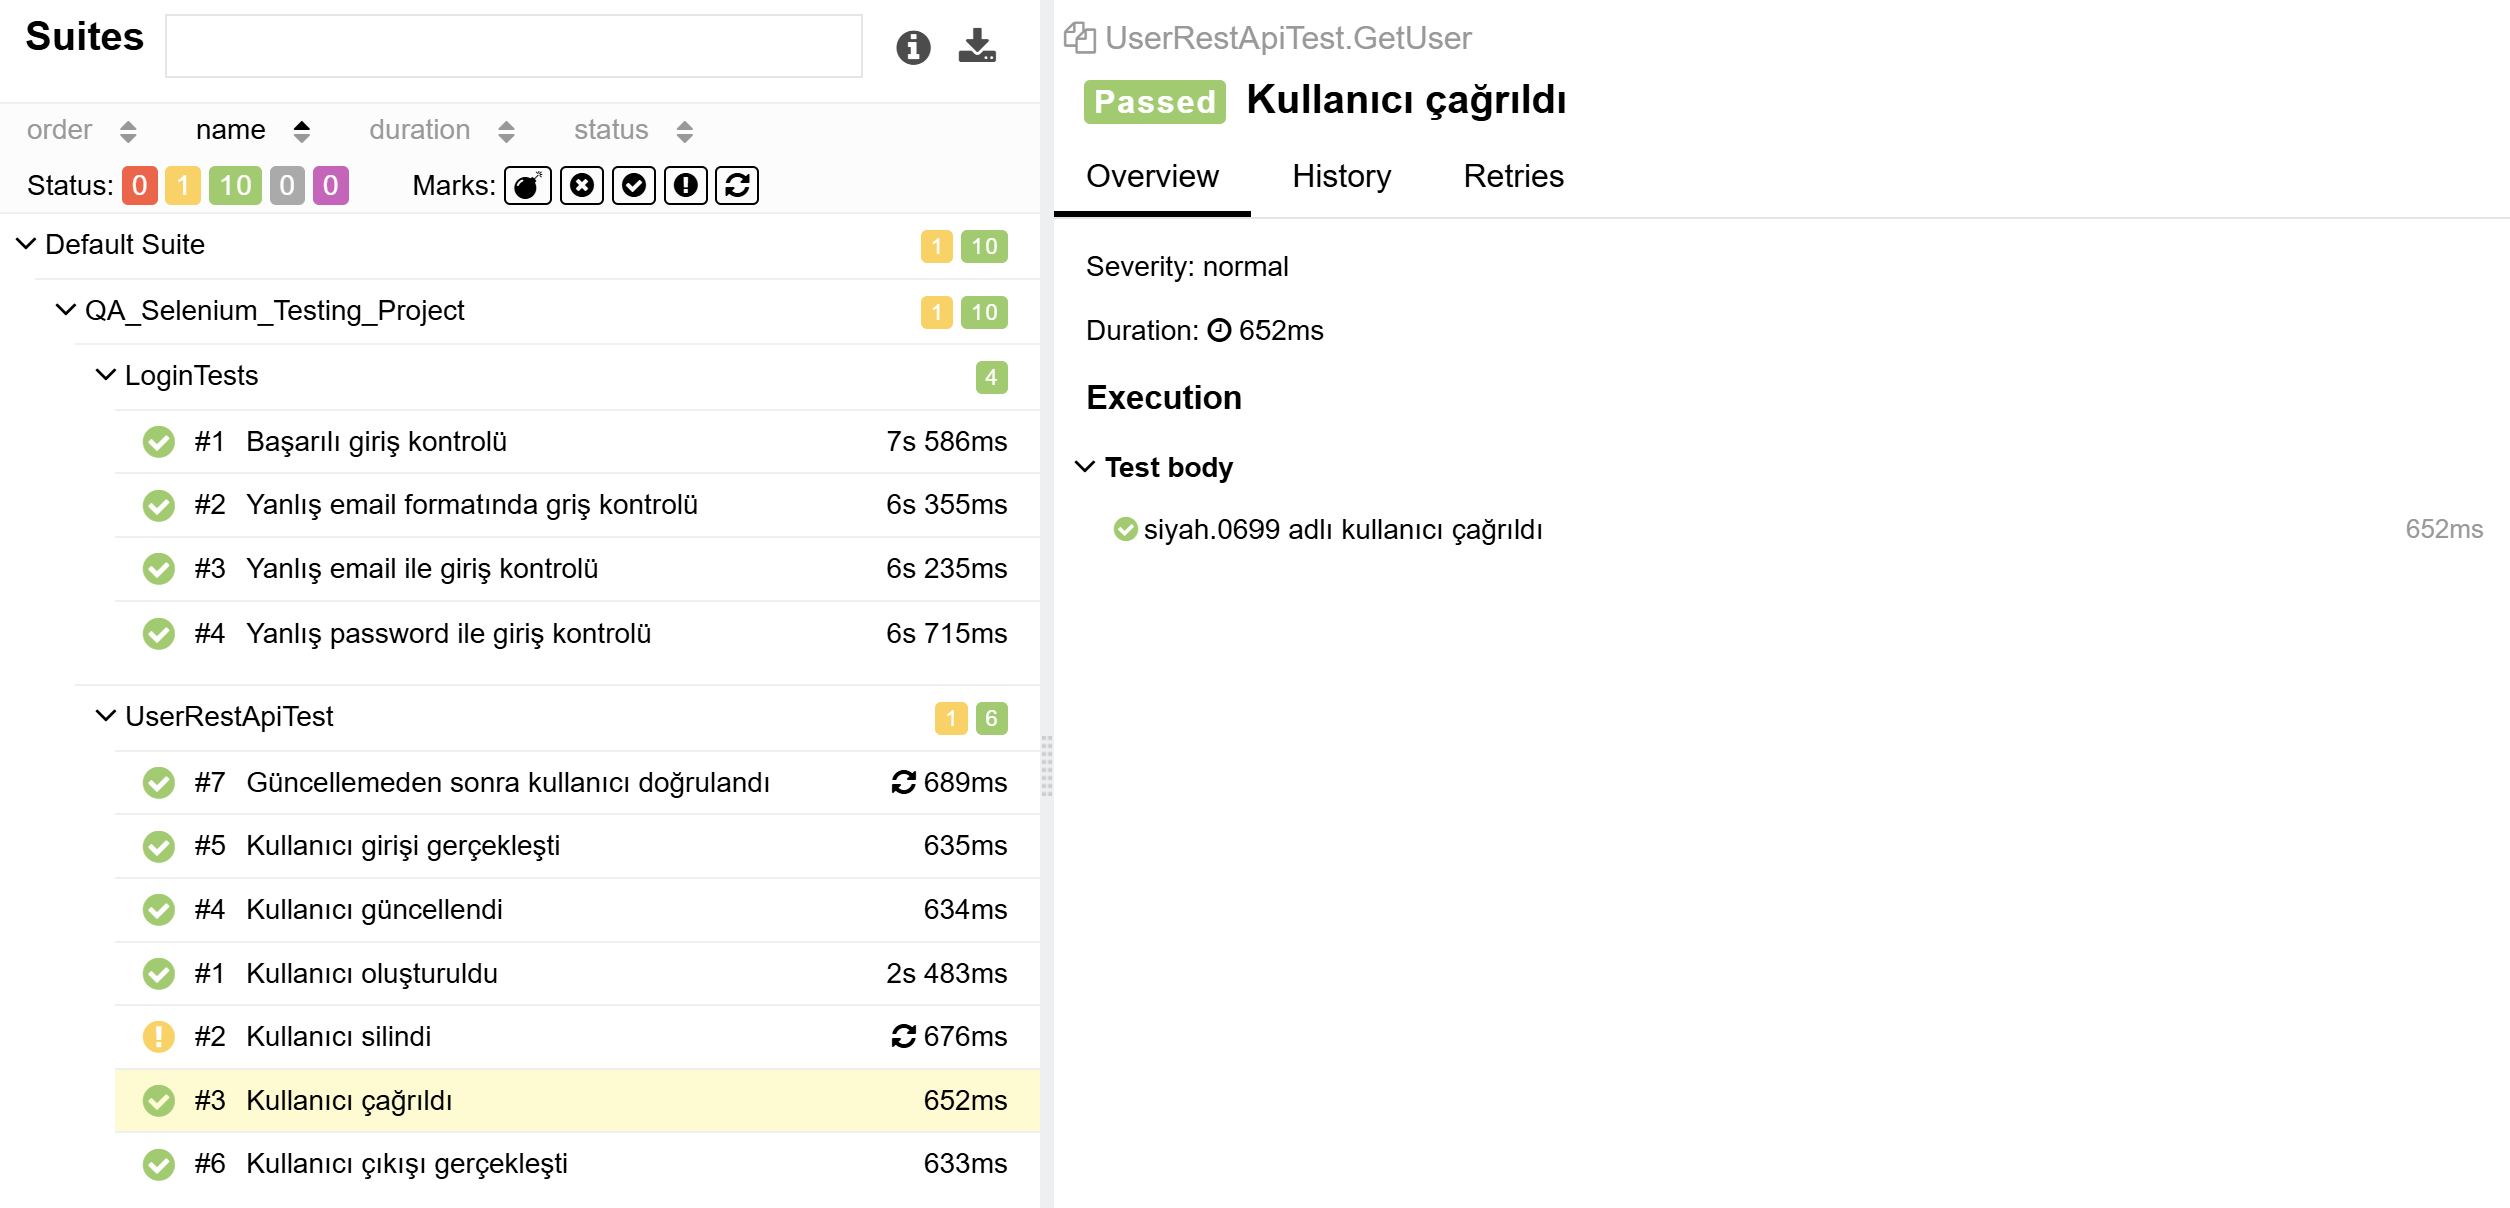 Suites
order name duration status
Status: 0 1 10 0 0 Marks:
Default Suite 1 10
QA_Selenium_Testing_Project 1 10
LoginTests 4
#1 Başarılı giriş kontrolü 7s 586ms
#2 Yanlış email formatında griş kontrolü 6s 355ms
#3 Yanlış email ile giriş kontrolü 6s 235ms
#4 Yanlış password ile giriş kontrolü 6s 715ms
UserRestApiTest 1 6
#7 Güncellemeden sonra kullanıcı doğrulandı 689ms
#5 Kullanıcı girişi gerçekleşti 635ms
#4 Kullanıcı güncellendi 634ms
#1 Kullanıcı oluşturuldu 2s 483ms
#2 Kullanıcı silindi 676ms
#3 Kullanıcı çağrıldı 652ms
#6 Kullanıcı çıkışı gerçekleşti 633ms
UserRestApiTest.GetUser
Passed Kullanıcı çağrıldı
Overview History Retries
Severity: normal
Duration: 652ms
Execution
Test body
siyah.0699 adlı kullanıcı çağrıldı 652ms